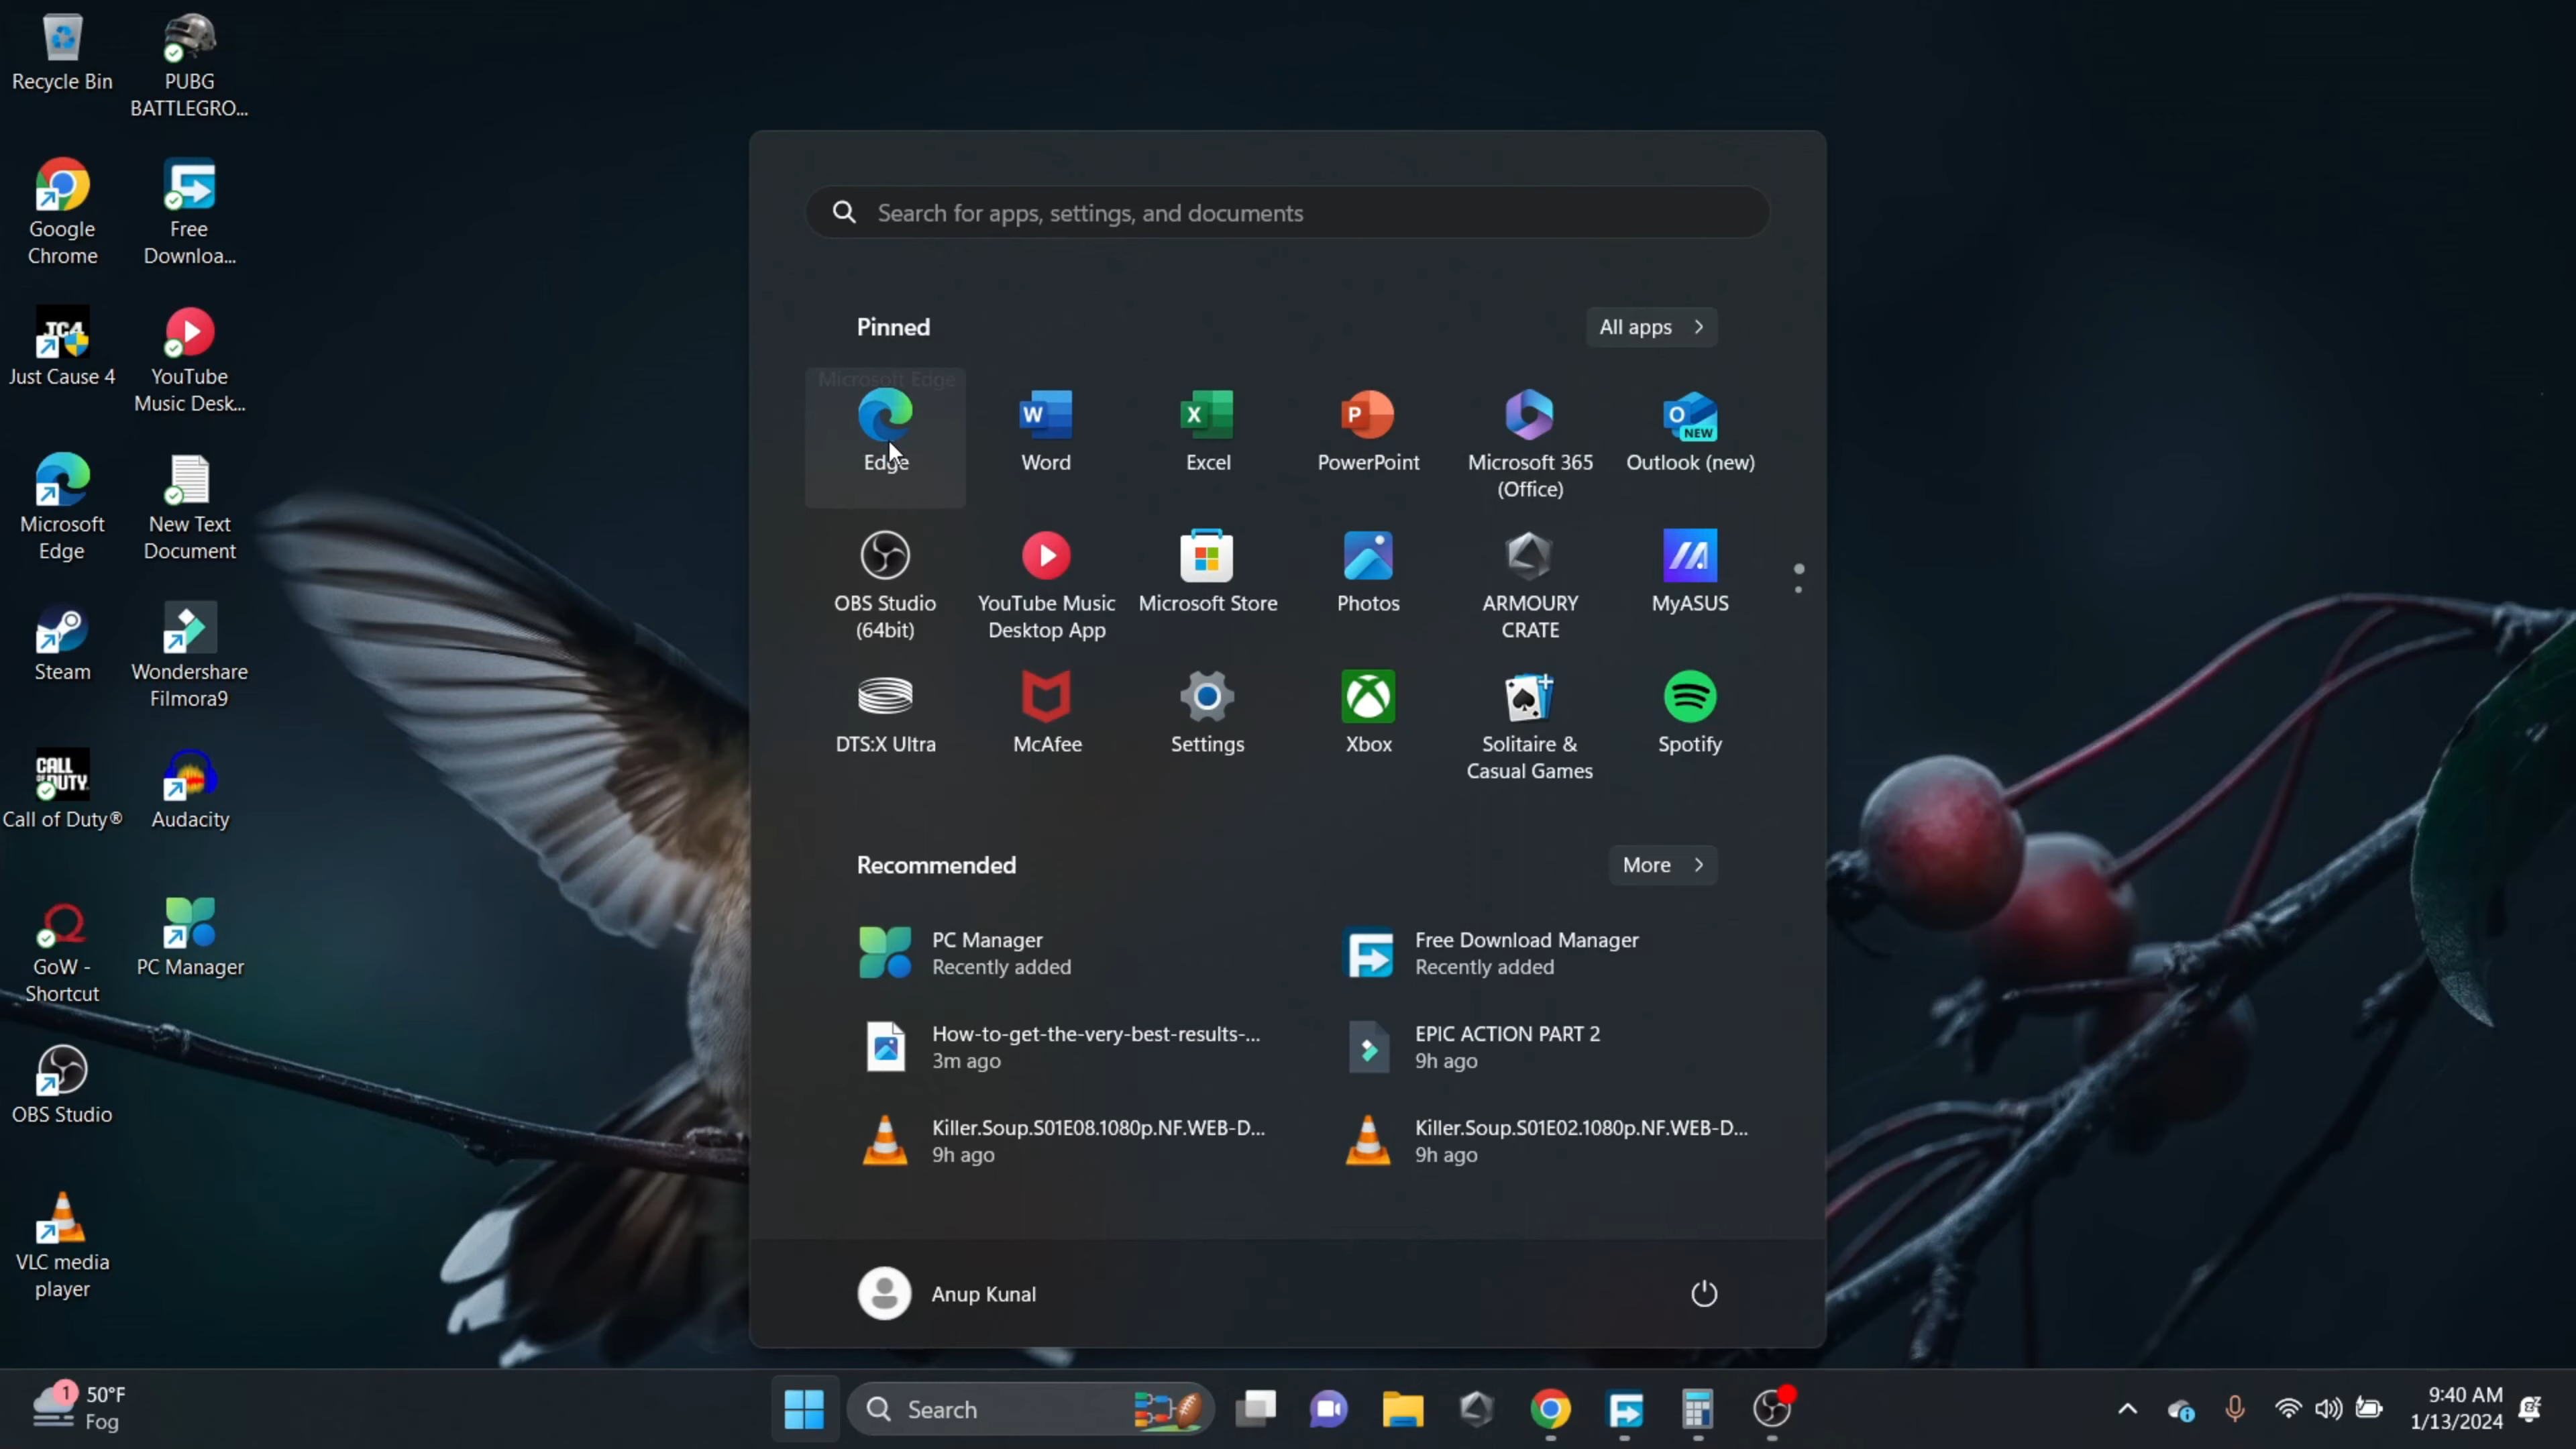 Recycle Bin
PUBG
BATTLEGRO...
Google
Chrome
Free
Downloa...
JC4
Just Cause 4
YouTube
Music Desk...
Microsoft
Edge
New Text
Document
Steam
Wondershare
Filmora9
CALL
OF DUTY.
Call of Duty®
Audacity
GoW -
Shortcut
PC Manager
OBS Studio
VLC media
player
Search for apps, settings, and documents
Pinned
All apps
Microsoft Edge
Edge
W
Word
X
Excel
P
PowerPoint
Microsoft 365
(Office)
O
NEW
Outlook (new)
OBS Studio
(64bit)
YouTube Music
Desktop App
Microsoft Store
Photos
ARMOURY
CRATE
MyASUS
DTS:X Ultra
McAfee
Settings
Xbox
Solitaire &
Casual Games
Spotify
Recommended
More
PC Manager
Recently added
Free Download Manager
Recently added
How-to-get-the-very-best-results-...
3m ago
EPIC ACTION PART 2
9h ago
Killer.Soup.S01E08.1080p.NF.WEB-D...
9h ago
Killer.Soup.S01E02.1080p.NF.WEB-D...
9h ago
Anup Kunal
1
50°F
Fog
Search
9:40 AM
1/13/2024